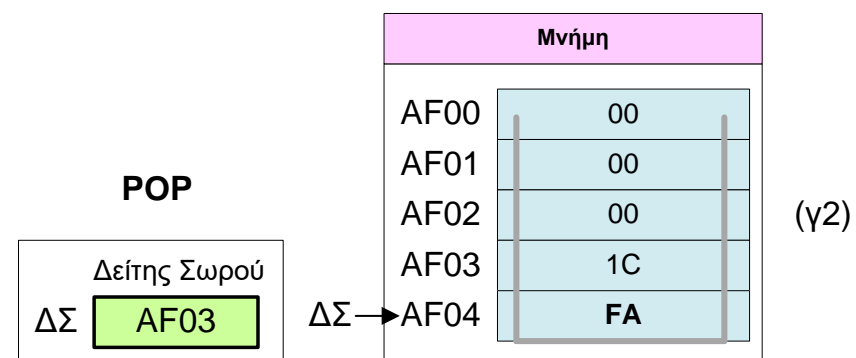 Μνήμη
AF00 00
AF01 00
POP
AF02 00 (γ2)
Δείτης Σωρού
AF03 1C
ΔΣ AF03
ΔΣ AF04 FA